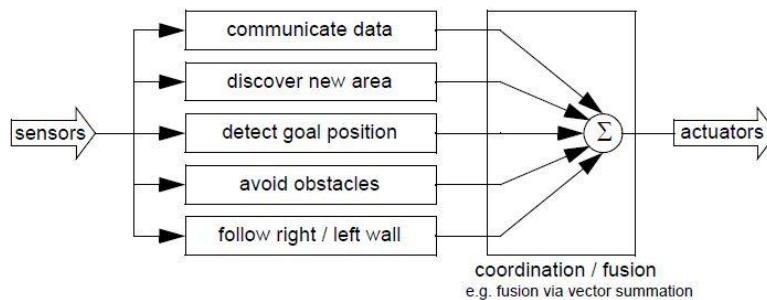 communicate data
discover new area
sensors
detect goal position
Σ
actuators
avoid obstacles
follow right / left wall
coordination / fusion
e.g. fusion via vector summation